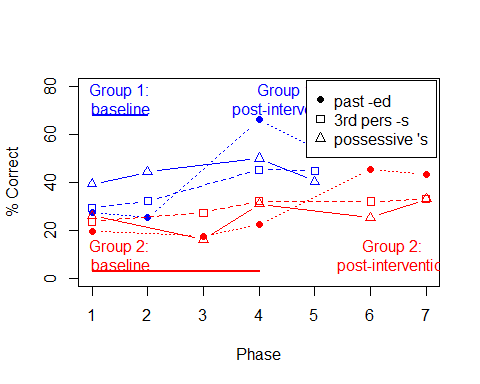 80
60
40
20
0
% Correct
Group 1:
baseline
Group
post-interv
past -ed
3rd pers -s
possessive 's
Group 2:
baseline
Group 2:
post-interventio
1 2 3 4 5 6 7
Phase